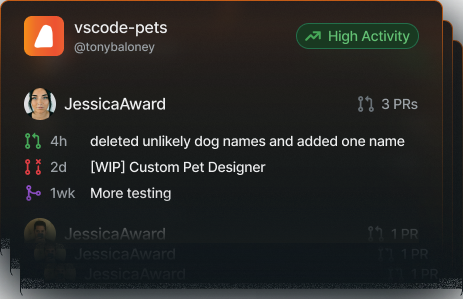 vscode-pets
@tonybaloney
High Activity
JessicaAward
3 PRs
4h deleted unlikely dog names and added one name
2d [WIP] Custom Pet Designer
1wk More testing
JessicaAward
1 PR
JessicaAward
1 PR
JessicaAward
1 PR